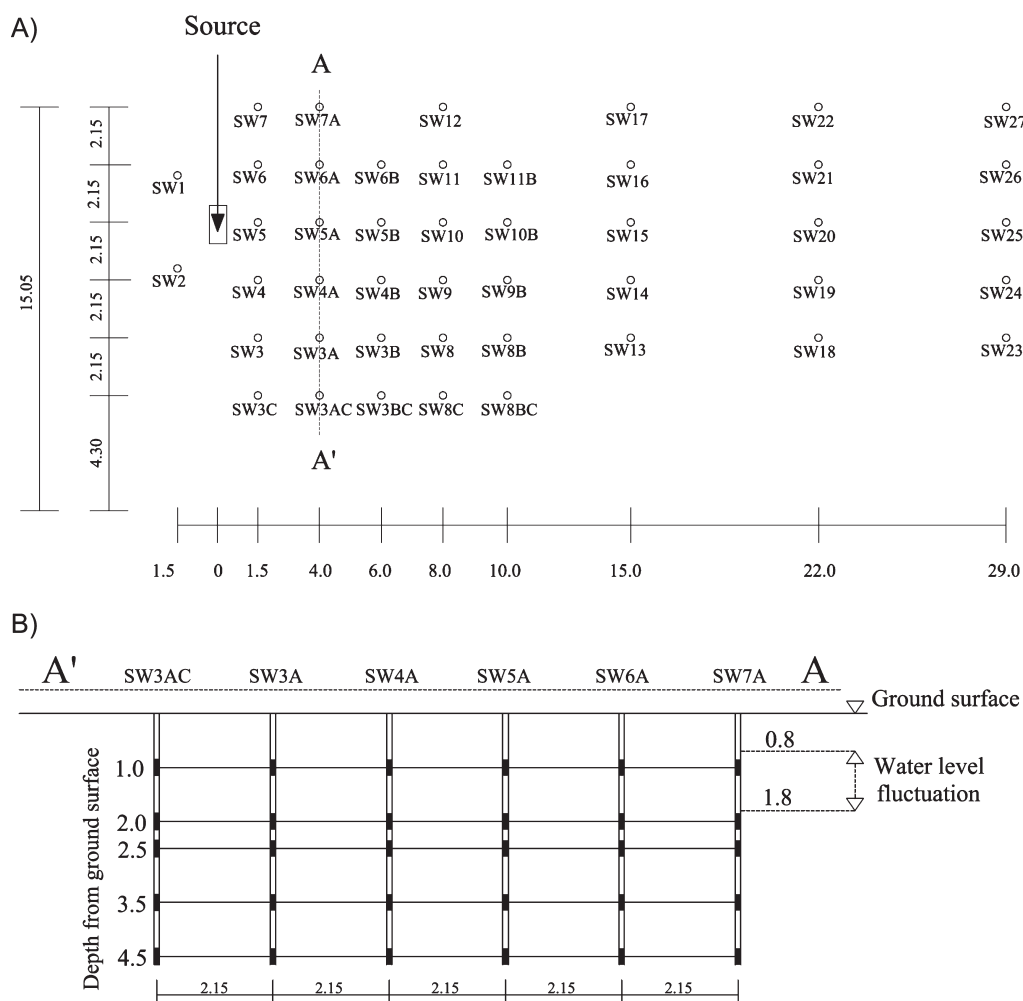 A)
Source
A
SW7 SW7A SW12 SW17 SW22 SW27
SW1
SW6 SW6A SW6B SW11 SW11B SW16 SW21 SW26
SW5 SW5A SW5B SW10 SW10B SW15 SW20 SW25
SW2
SW4 SW4A SW4B SW9 SW9B SW14 SW19 SW24
SW3 SW3A SW3B SW8 SW8B SW13 SW18 SW23
SW3C SW3AC SW3BC SW8C SW8BC
A'
15.05
2.15
2.15
2.15
2.15
2.15
4.30
1.5 0 1.5 4.0 6.0 8.0 10.0 15.0 22.0 29.0
B)
A' SW3AC SW3A SW4A SW5A SW6A SW7A A
Ground surface
0.8
Water level
fluctuation
1.8
Depth from ground surface
1.0
2.0
2.5
3.5
4.5
2.15 2.15 2.15 2.15 2.15